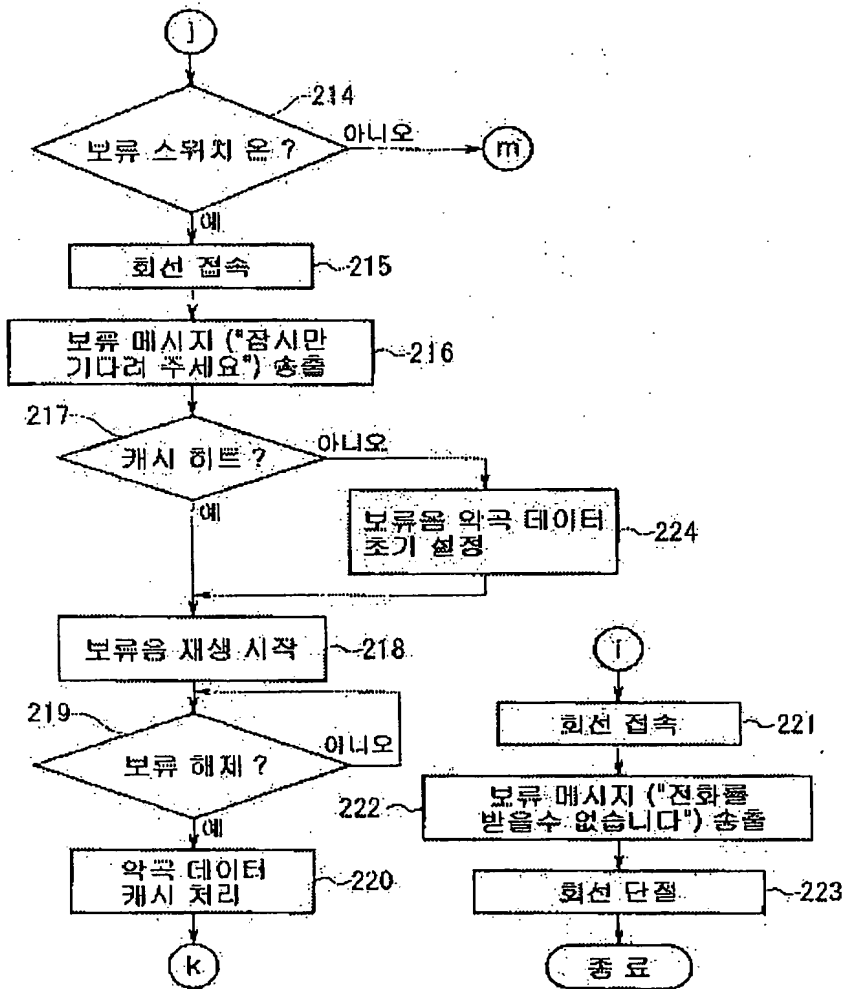 j
214
보류 스위치 온 ?
아니오
m
예
회선 접속
215
보류 메시지 ("잠시만
기다려 주세요") 송출
216
217
캐시 히트 ?
아니오
예
보류음 악곡 데이터
초기 설정
224
보류음 재생 시작
218
219
보류 해제 ?
아니오
예
악곡 데이터
캐시 처리
220
k
회선 접속
221
222
보류 메시지 ("전화를
받을수 없습니다") 송출
회선 단절
223
종 료